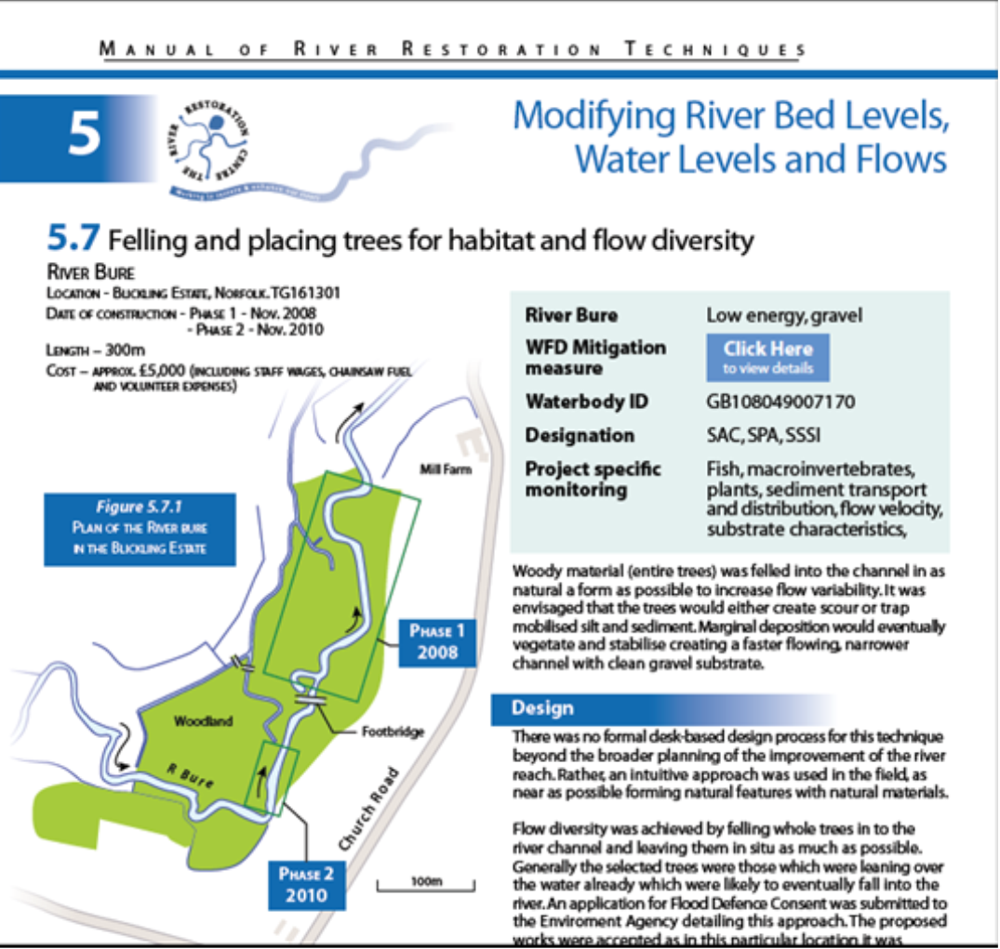 MANUAL OF RIVER RESTORATION TECHNIQUES
5
THE RIVER RESTORATION CENTRE
Working to restore & enhance our rivers
Modifying River Bed Levels,
Water Levels and Flows
5.7 Felling and placing trees for habitat and flow diversity
RIVER BURE
LOCATION - BLICKLING ESTATE, NORFOLK. TG161301
DATE OF CONSTRUCTION - PHASE 1 - NOV. 2008
- PHASE 2 - NOV. 2010
LENGTH – 300m
COST – APPROX. £5,000 (INCLUDING STAFF WAGES, CHAINSAW FUEL
AND VOLUNTEER EXPENSES)
River Bure Low energy, gravel
WFD Mitigation
measure
Click Here
to view details
Waterbody ID GB108049007170
Designation SAC, SPA, SSSI
Project specific
monitoring
Fish, macroinvertebrates,
plants, sediment transport
and distribution, flow velocity,
substrate characteristics,
Figure 5.7.1
PLAN OF THE RIVER BURE
IN THE BLICKLING ESTATE
Mill Farm
PHASE 1
2008
Woodland
Footbridge
R Bure
Church Road
PHASE 2
2010
100m
Woody material (entire trees) was felled into the channel in as
natural a form as possible to increase flow variability. It was
envisaged that the trees would either create scour or trap
mobilised silt and sediment. Marginal deposition would eventually
vegetate and stabilise creating a faster flowing, narrower
channel with clean gravel substrate.
Design
There was no formal desk-based design process for this technique
beyond the broader planning of the improvement of the river
reach. Rather, an intuitive approach was used in the field, as
near as possible forming natural features with natural materials.
Flow diversity was achieved by felling whole trees in to the
river channel and leaving them in situ as much as possible.
Generally the selected trees were those which were leaning over
the water already which were likely to eventually fall into the
river. An application for Flood Defence Consent was submitted to
the Enviroment Agency detailing this approach. The proposed
works were accepted as in this particular location it was